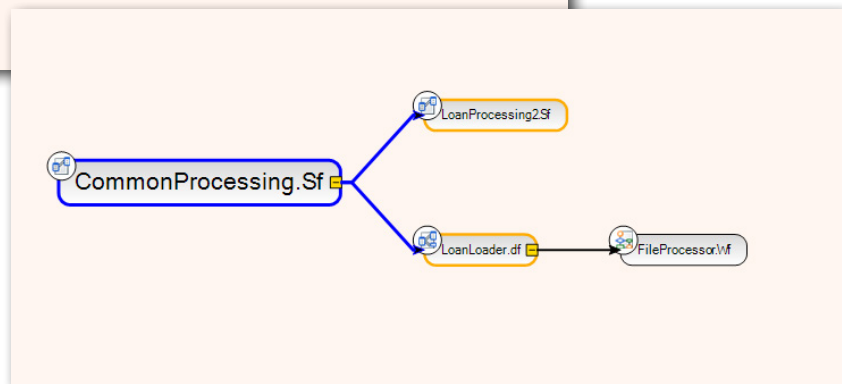 LoanProcessing2.Sf
CommonProcessing.Sf
LoanLoader.df
FileProcessor.Wf